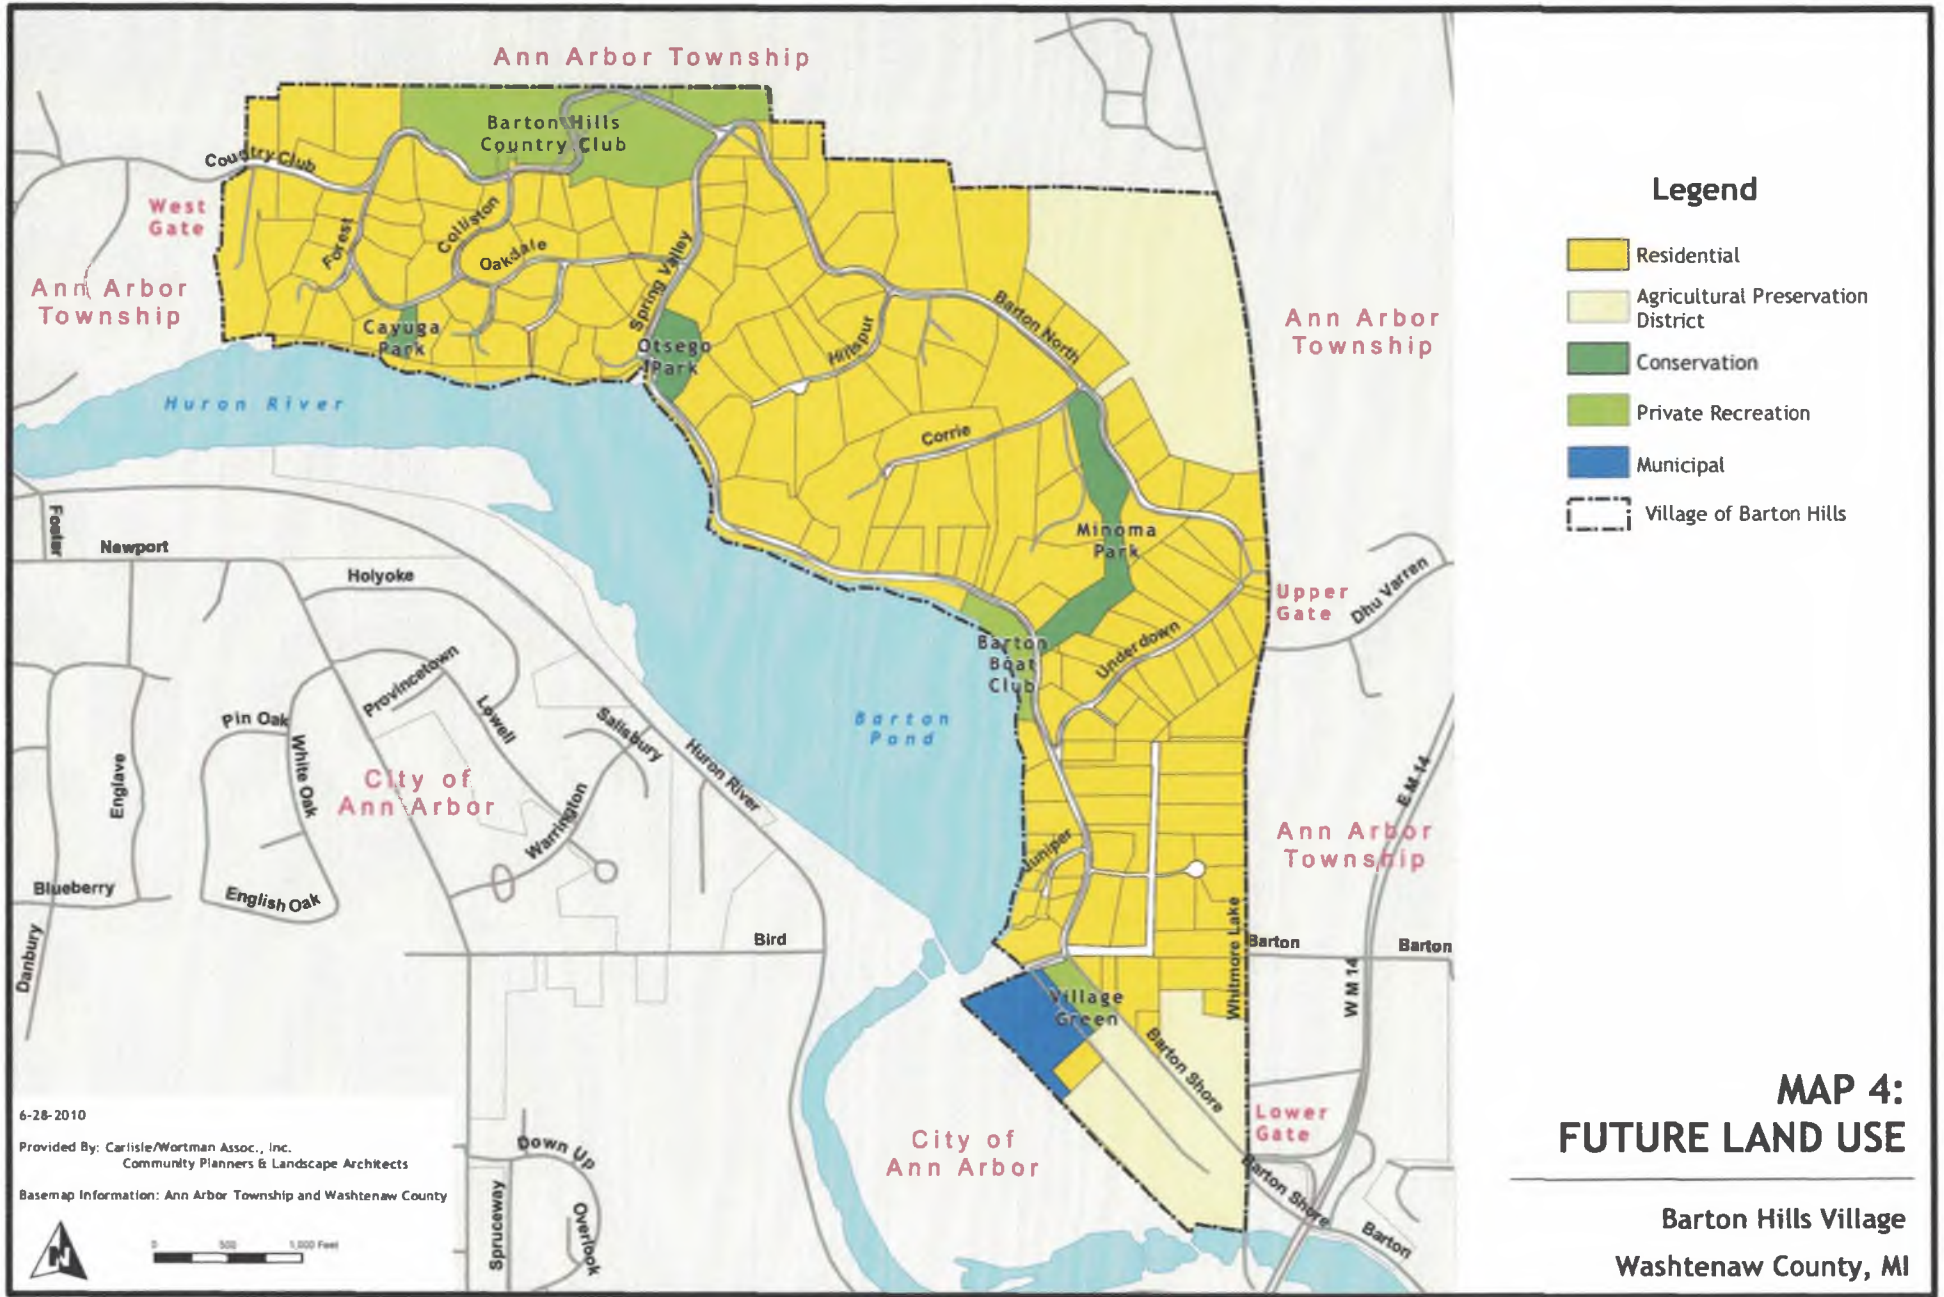 Ann Arbor Township
Barton Hills
Country Club
Country Club
West
Gate
Forest
Colliston
Oakdale
Spring Valley
Ann Arbor
Township
Cayuga
Park
Otsego
Park
Hillspur
Barton North
Ann Arbor
Township
Huron River
Corrie
Minoma
Park
Foster
Newport
Holyoke
Upper
Gate
Dhu Varren
Barton
Boat
Club
Underdown
Provincetown
Lowell
Pin Oak
White Oak
Salisbury
Huron River
Barton
Pond
Englave
City of
Ann Arbor
Warrington
E M 14
Ann Arbor
Township
Juniper
Blueberry
English Oak
Danbury
Bird
Whitmore Lake
Barton
Barton
W M 14
Village
Green
Barton Shore
Lower
Gate
City of
Ann Arbor
Barton Shore
Barton
Down Up
Spruceway
Overlook
6-28-2010
Provided By: Carlisle/Wortman Assoc., Inc.
Community Planners & Landscape Architects
Basemap Information: Ann Arbor Township and Washtenaw County
N
0 500 1,000 Feet
Legend
Residential
Agricultural Preservation
District
Conservation
Private Recreation
Municipal
Village of Barton Hills
MAP 4:
FUTURE LAND USE
Barton Hills Village
Washtenaw County, MI